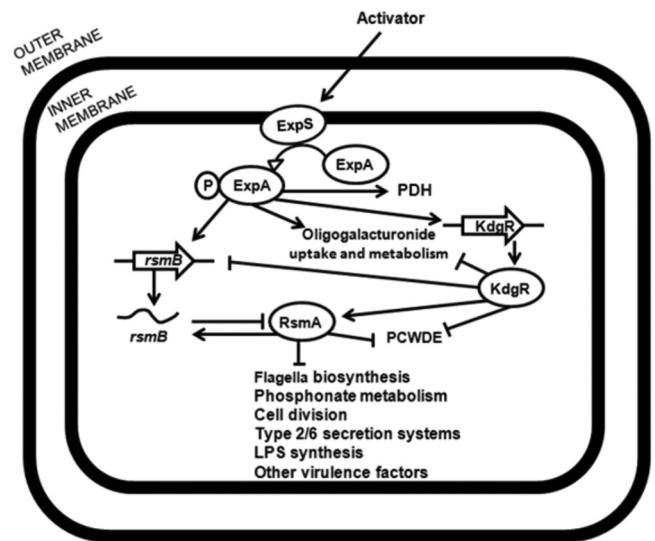 Activator
OUTER
MEMBRANE
INNER
MEMBRANE
ExpS
ExpA
P
ExpA
PDH
KdgR
Oligogalacturonide
uptake and metabolism
rsmB
KdgR
RsmA
rsmB
PCWDE
Flagella biosynthesis
Phosphonate metabolism
Cell division
Type 2/6 secretion systems
LPS synthesis
Other virulence factors